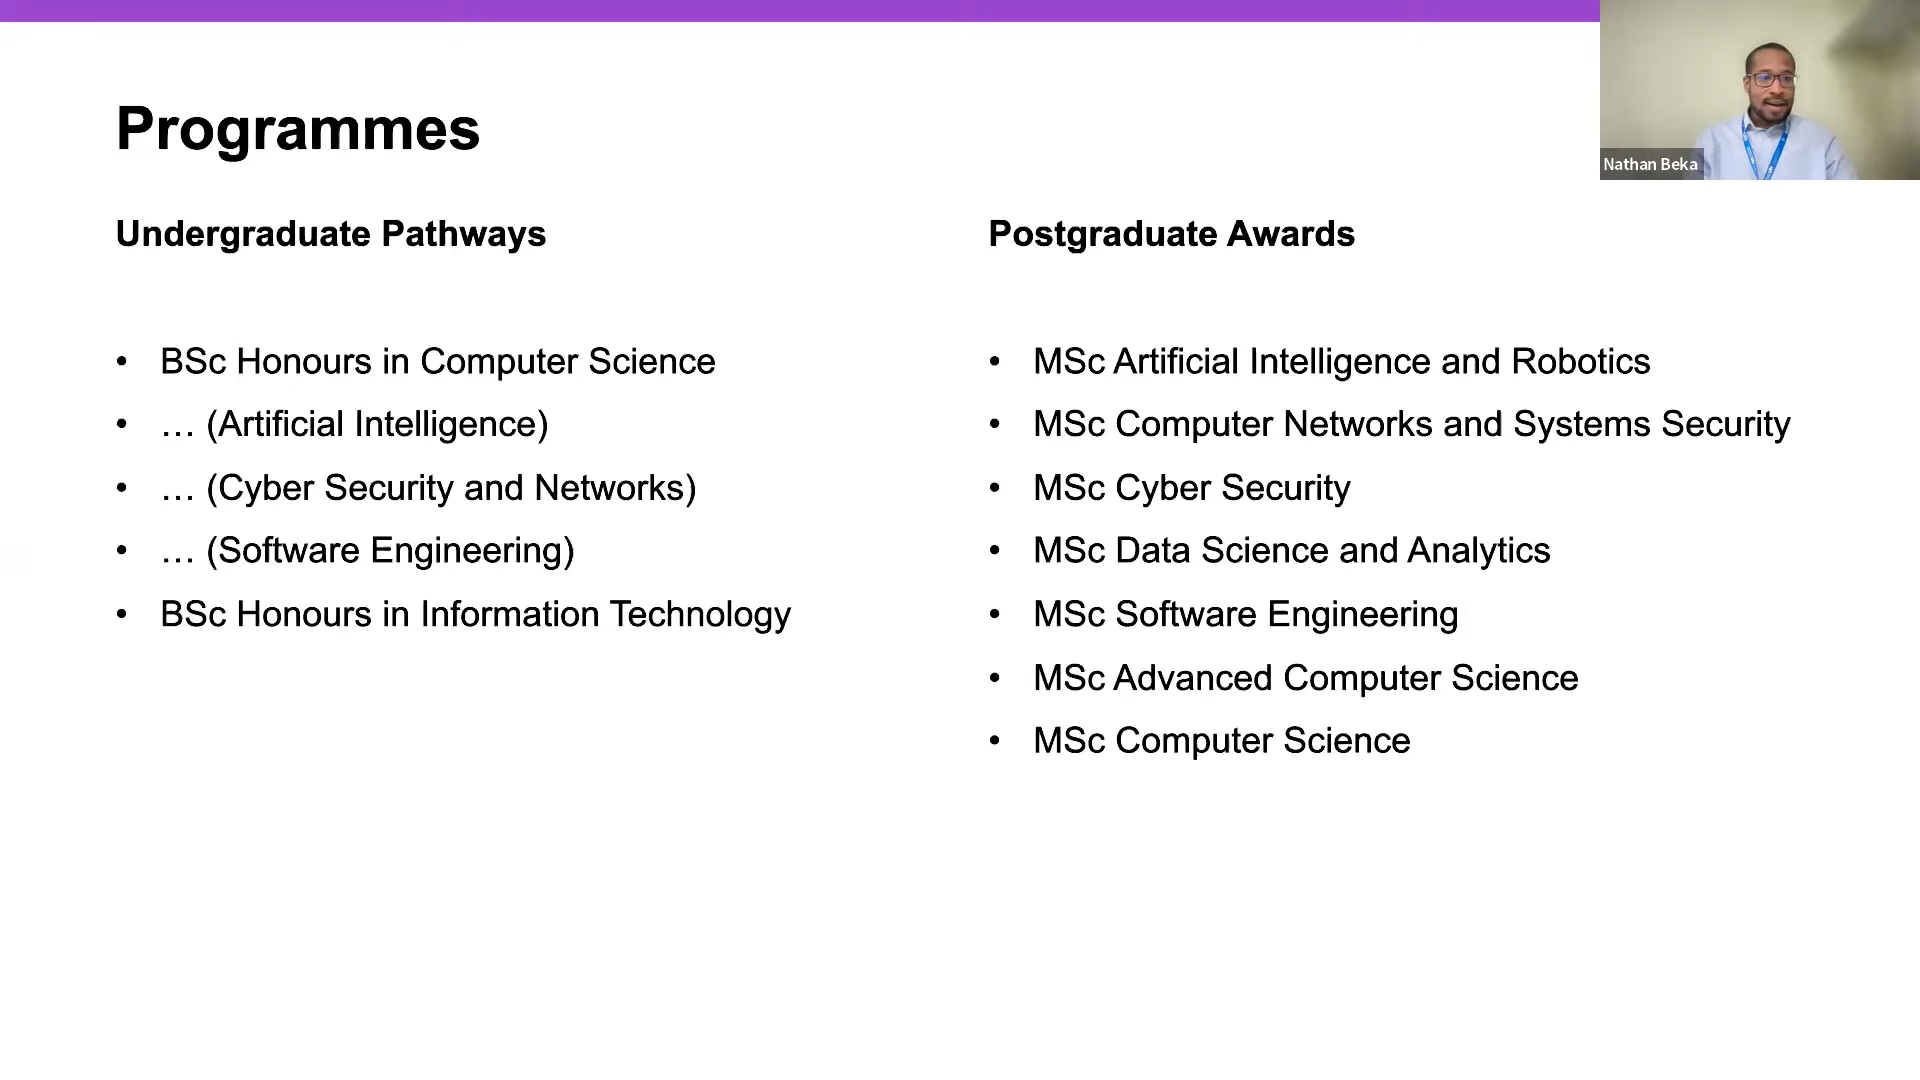 Programmes
Nathan Beka
Undergraduate Pathways
• BSc Honours in Computer Science
• … (Artificial Intelligence)
• … (Cyber Security and Networks)
• … (Software Engineering)
• BSc Honours in Information Technology
Postgraduate Awards
• MSc Artificial Intelligence and Robotics
• MSc Computer Networks and Systems Security
• MSc Cyber Security
• MSc Data Science and Analytics
• MSc Software Engineering
• MSc Advanced Computer Science
• MSc Computer Science